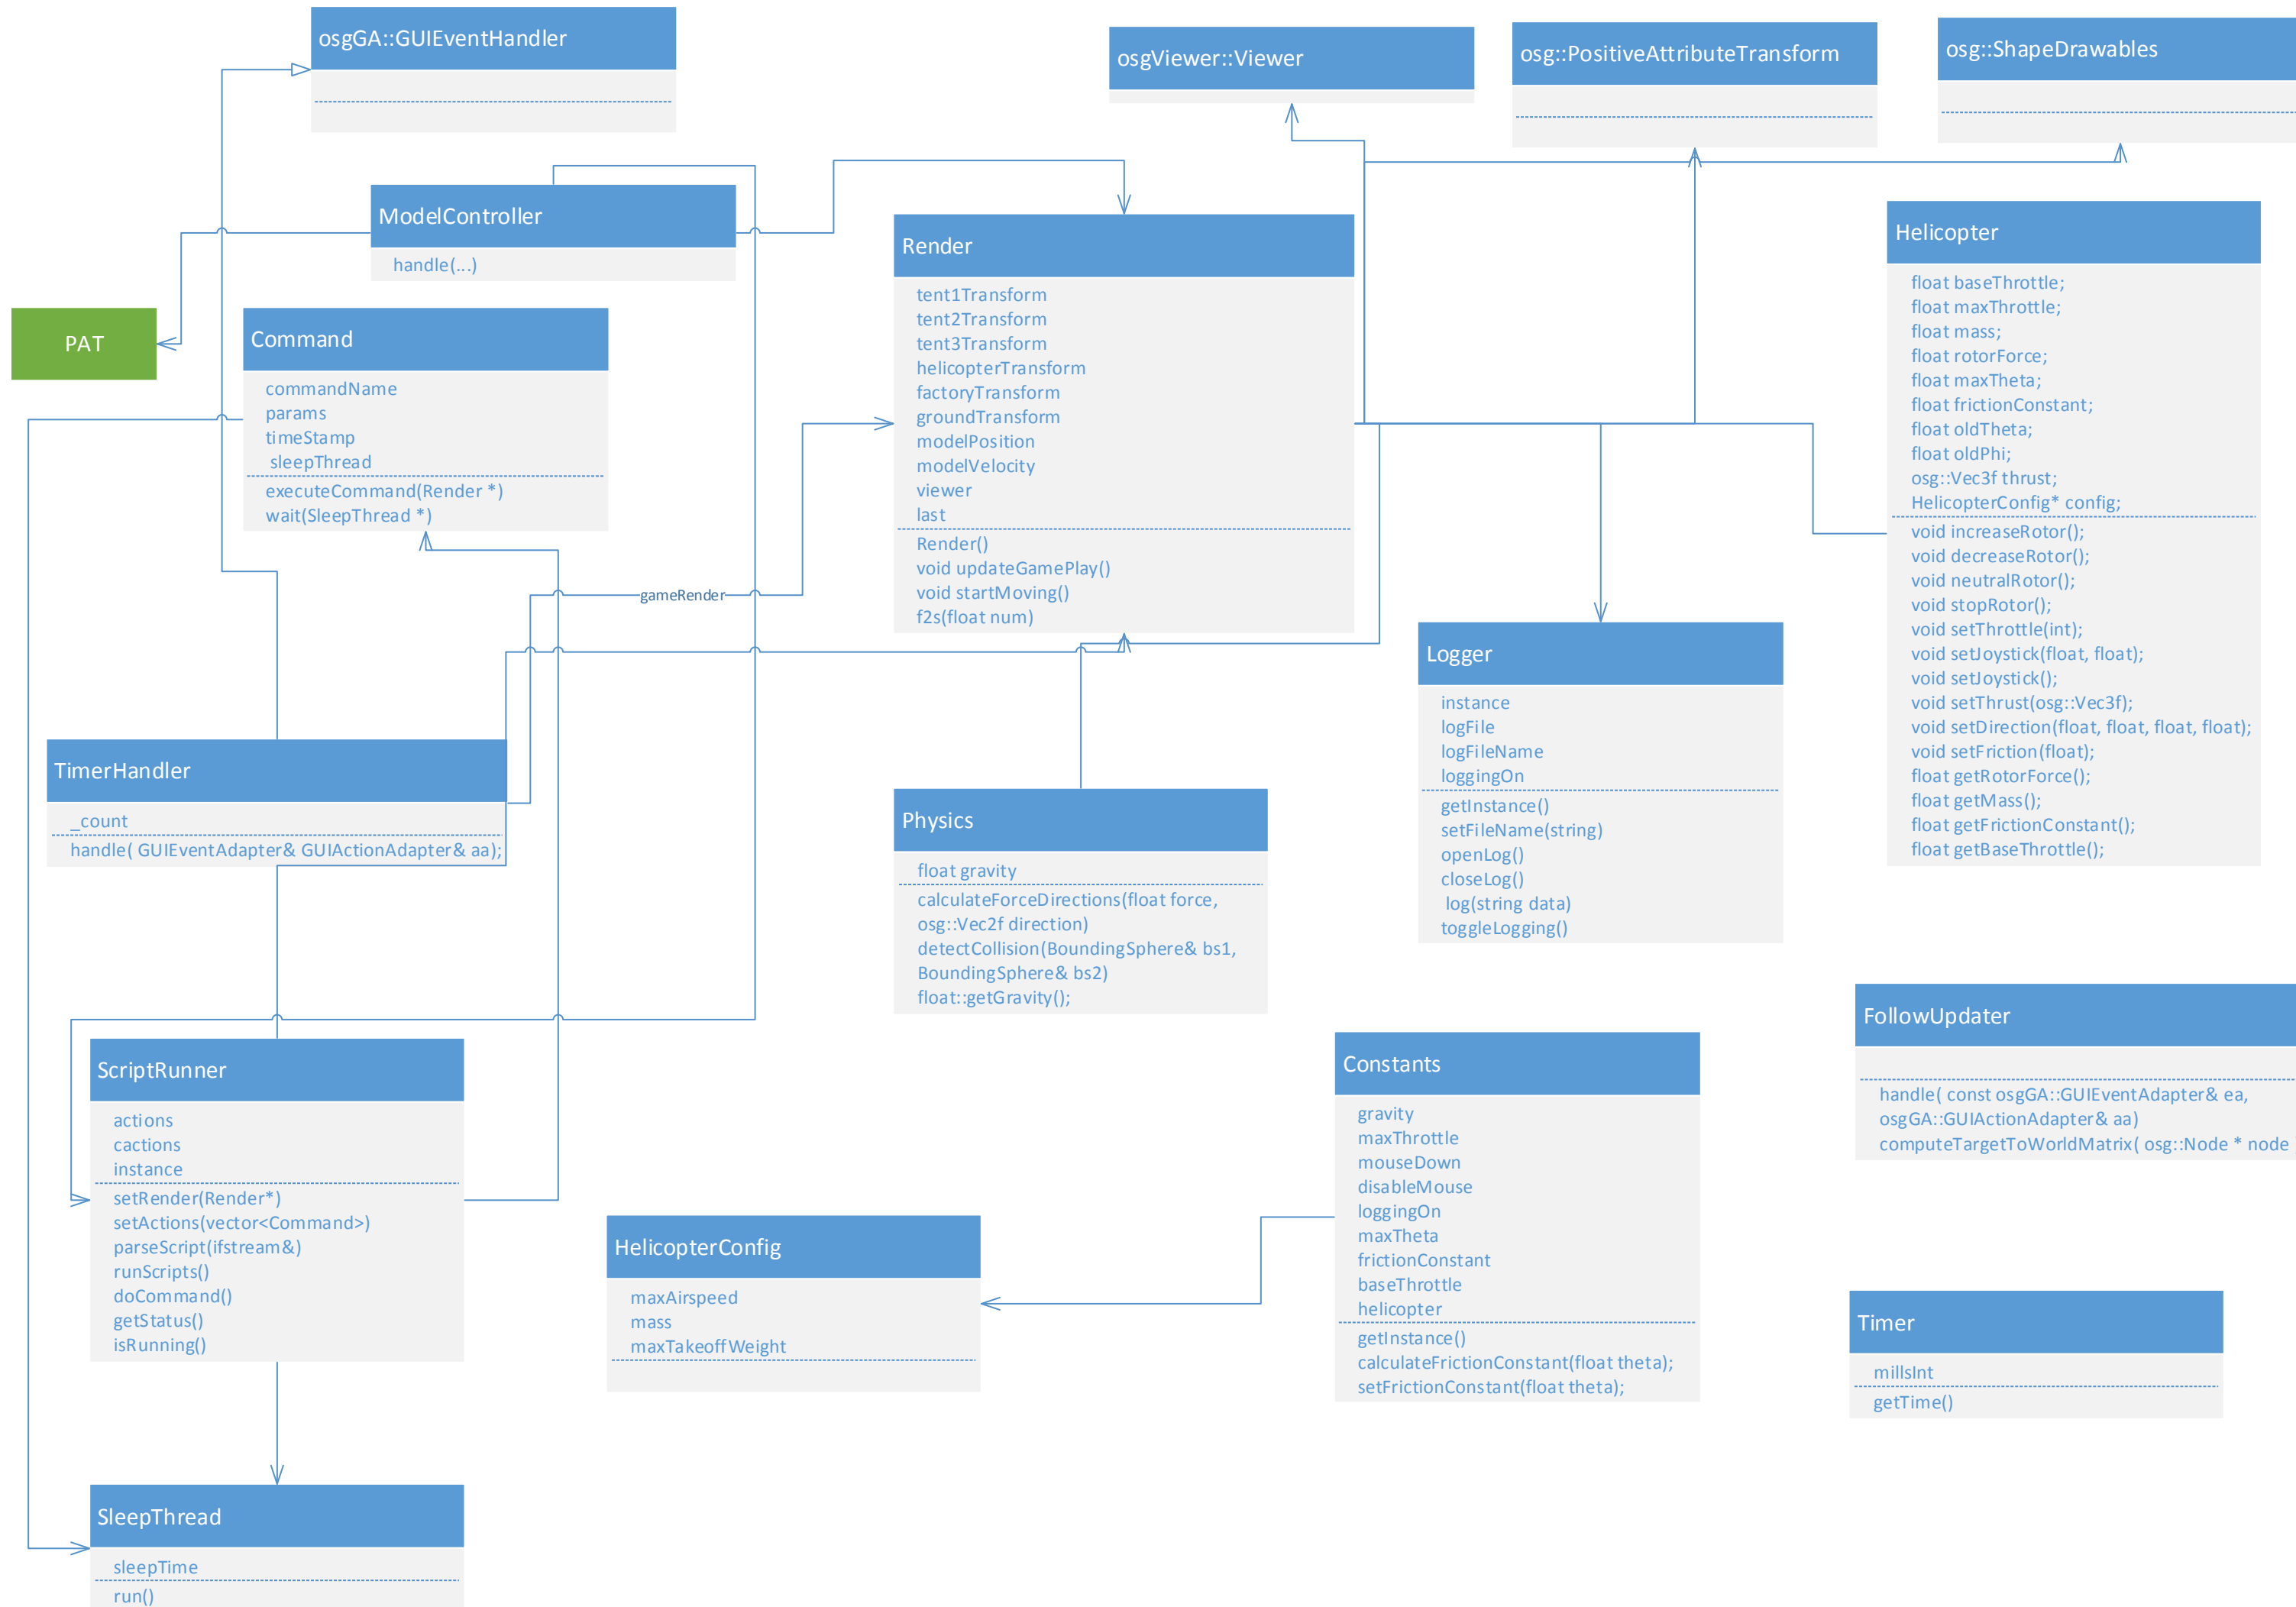 osgGA::GUIEventHandler
osgViewer::Viewer
osg::PositiveAttributeTransform
osg::ShapeDrawables
ModelController
handle(...)
PAT
Command
commandName
params
timeStamp
sleepThread
executeCommand(Render *)
wait(SleepThread *)
Render
tent1Transform
tent2Transform
tent3Transform
helicopterTransform
factoryTransform
groundTransform
modelPosition
modelVelocity
viewer
last
Render()
void updateGamePlay()
void startMoving()
f2s(float num)
Helicopter
float baseThrottle;
float maxThrottle;
float mass;
float rotorForce;
float maxTheta;
float frictionConstant;
float oldTheta;
float oldPhi;
osg::Vec3f thrust;
HelicopterConfig* config;
void increaseRotor();
void decreaseRotor();
void neutralRotor();
void stopRotor();
void setThrottle(int);
void setJoystick(float, float);
void setJoystick();
void setThrust(osg::Vec3f);
void setDirection(float, float, float, float);
void setFriction(float);
float getRotorForce();
float getMass();
float getFrictionConstant();
float getBaseThrottle();
gameRender
TimerHandler
_count
handle( GUIEventAdapter& GUIActionAdapter& aa);
Physics
float gravity
calculateForceDirections(float force,
osg::Vec2f direction)
detectCollision(BoundingSphere& bs1,
BoundingSphere& bs2)
float::getGravity();
Logger
instance
logFile
logFileName
loggingOn
getInstance()
setFileName(string)
openLog()
closeLog()
log(string data)
toggleLogging()
FollowUpdater
handle( const osgGA::GUIEventAdapter& ea,
osgGA::GUIActionAdapter& aa)
computeTargetToWorldMatrix( osg::Node * node
ScriptRunner
actions
cactions
instance
setRender(Render*)
setActions(vector<Command>)
parseScript(ifstream&)
runScripts()
doCommand()
getStatus()
isRunning()
HelicopterConfig
maxAirspeed
mass
maxTakeoffWeight
Constants
gravity
maxThrottle
mouseDown
disableMouse
loggingOn
maxTheta
frictionConstant
baseThrottle
helicopter
getInstance()
calculateFrictionConstant(float theta);
setFrictionConstant(float theta);
Timer
millsInt
getTime()
SleepThread
sleepTime
run()